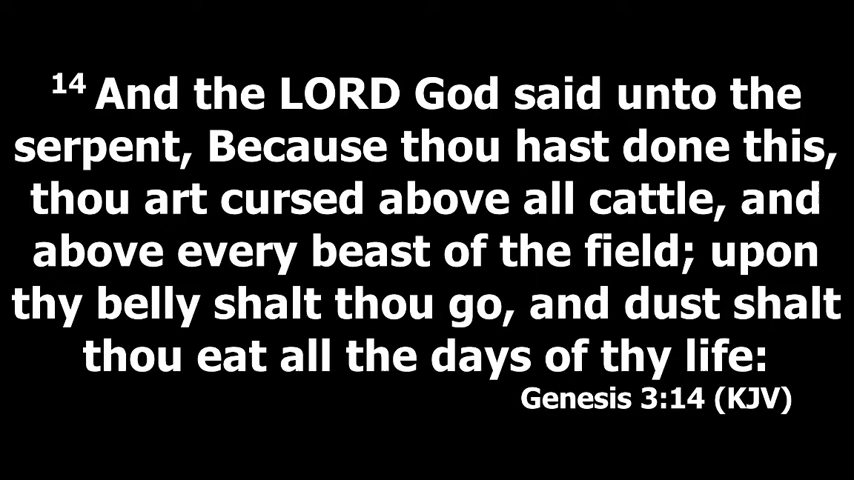 14 And the LORD God said unto the
serpent, Because thou hast done this,
thou art cursed above all cattle, and
above every beast of the field; upon
thy belly shalt thou go, and dust shalt
thou eat all the days of thy life:
Genesis 3:14 (KJV)